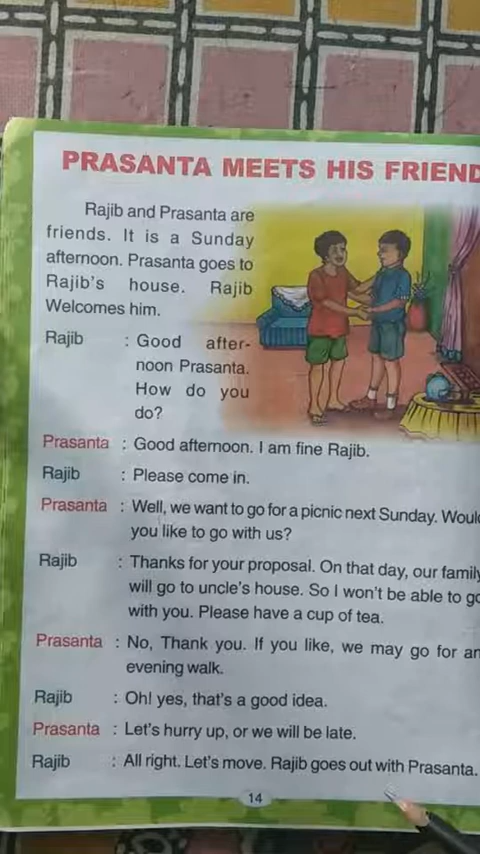 PRASANTA MEETS HIS FRIEND
Rajib and Prasanta are
friends. It is a Sunday
afternoon. Prasanta goes to
Rajib's house. Rajib
Welcomes him.
Rajib : Good after-
noon Prasanta.
How do you
do?
Prasanta : Good afternoon. I am fine Rajib.
Rajib : Please come in.
Prasanta : Well, we want to go for a picnic next Sunday. Woul
you like to go with us?
Rajib : Thanks for your proposal. On that day, our family
will go to uncle's house. So I won't be able to go
with you. Please have a cup of tea.
Prasanta : No, Thank you. If you like, we may go for an
evening walk.
Rajib : Oh! yes, that's a good idea.
Prasanta : Let's hurry up, or we will be late.
Rajib : All right. Let's move. Rajib goes out with Prasanta.
14